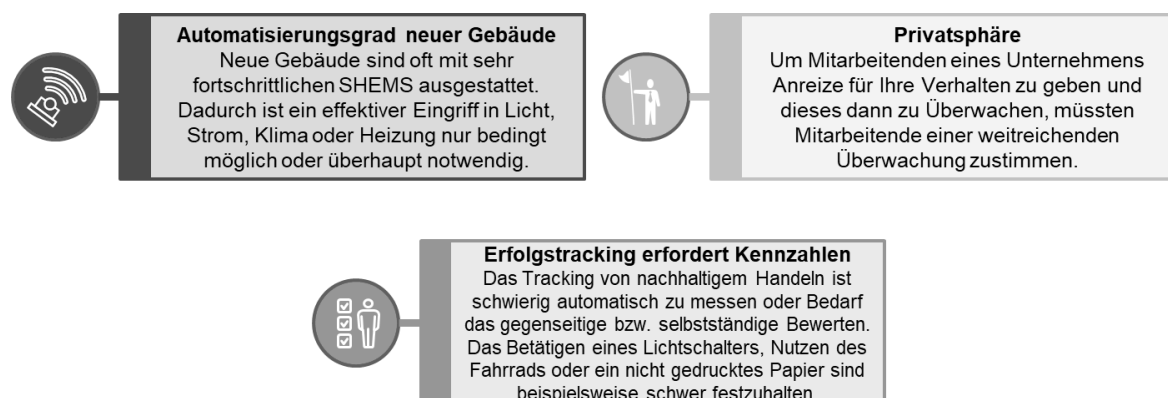 Automatisierungsgrad neuer Gebäude
Neue Gebäude sind oft mit sehr
fortschrittlichen SHEMS ausgestattet.
Dadurch ist ein effektiver Eingriff in Licht,
Strom, Klima oder Heizung nur bedingt
möglich oder überhaupt notwendig.
Privatsphäre
Um Mitarbeitenden eines Unternehmens
Anreize für Ihre Verhalten zu geben und
dieses dann zu Überwachen, müssten
Mitarbeitende einer weitreichenden
Überwachung zustimmen.
Erfolgstracking erfordert Kennzahlen
Das Tracking von nachhaltigem Handeln ist
schwierig automatisch zu messen oder Bedarf
das gegenseitige bzw. selbstständige Bewerten.
Das Betätigen eines Lichtschalters, Nutzen des
Fahrrads oder ein nicht gedrucktes Papier sind
beispielsweise schwer festzuhalten